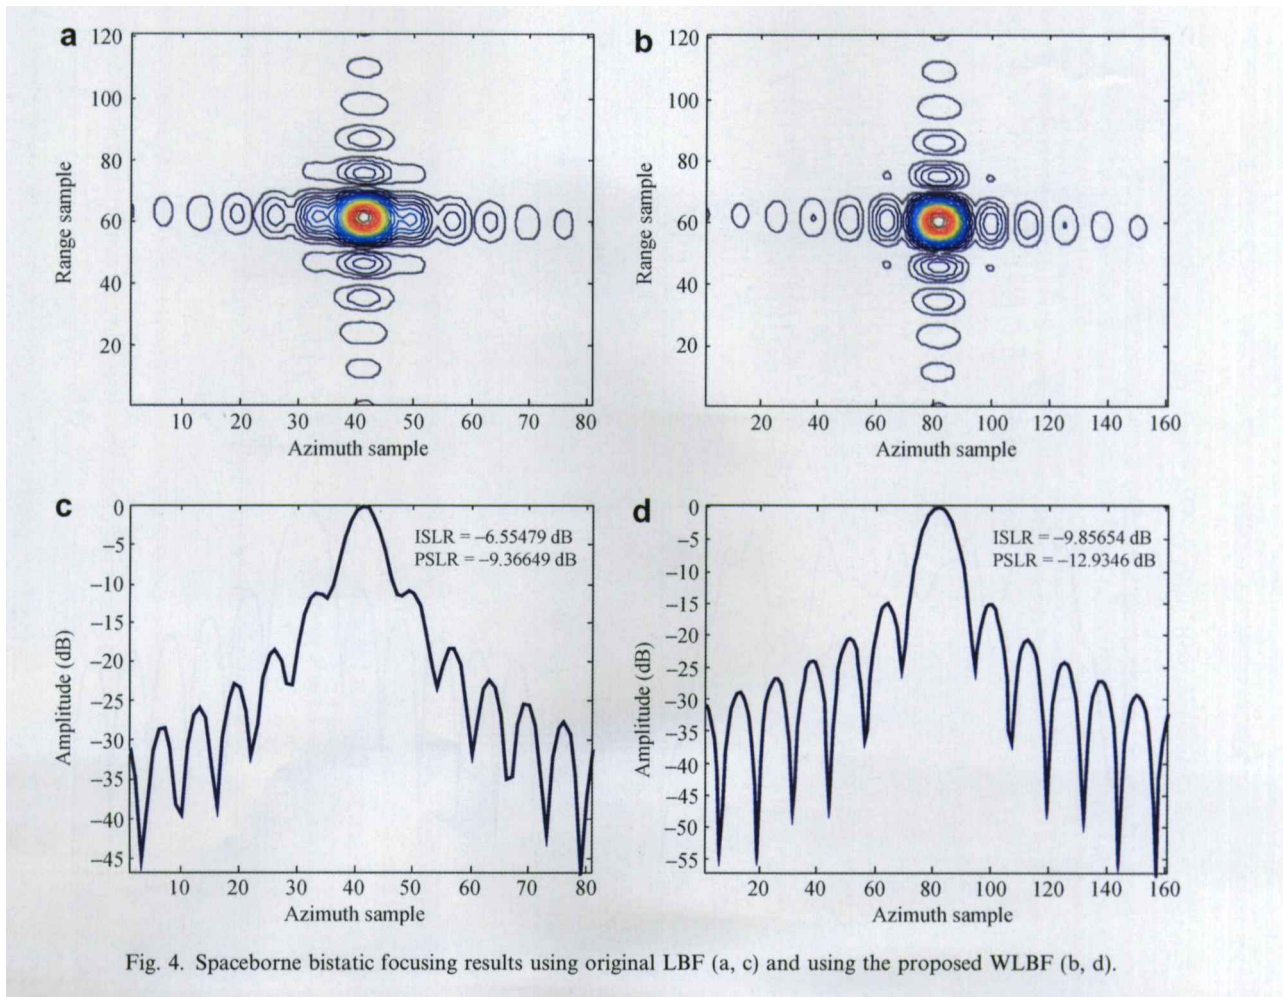 a
120
100
80
60
40
20
Range sample
10 20 30 40 50 60 70 80
Azimuth sample
b
120
100
80
60
40
20
Range sample
20 40 60 80 100 120 140 160
Azimuth sample
c
0
−5
−10
−15
−20
−25
−30
−35
−40
−45
Amplitude (dB)
ISLR = −6.55479 dB
PSLR = −9.36649 dB
10 20 30 40 50 60 70 80
Azimuth sample
d
0
−5
−10
−15
−20
−25
−30
−35
−40
−45
−50
−55
Amplitude (dB)
ISLR = −9.85654 dB
PSLR = −12.9346 dB
20 40 60 80 100 120 140 160
Azimuth sample
Fig. 4. Spaceborne bistatic focusing results using original LBF (a, c) and using the proposed WLBF (b, d).